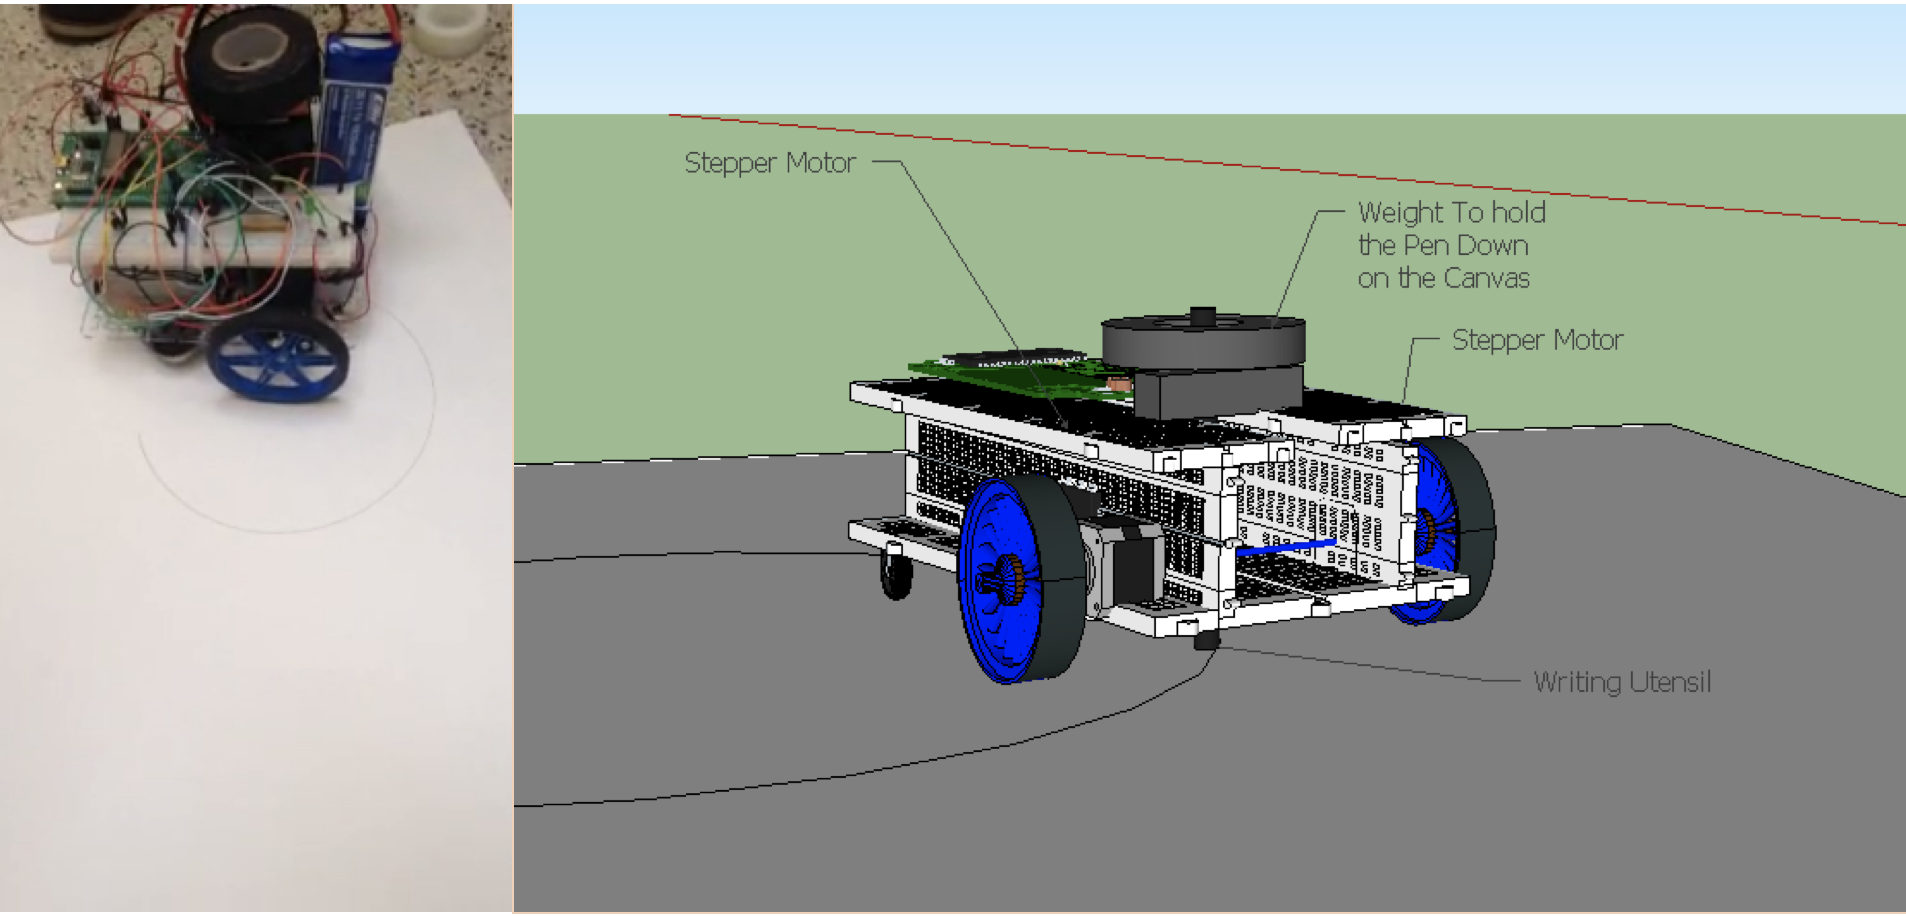 Stepper Motor
Weight To hold
the Pen Down
on the Canvas
Stepper Motor
Writing Utensil